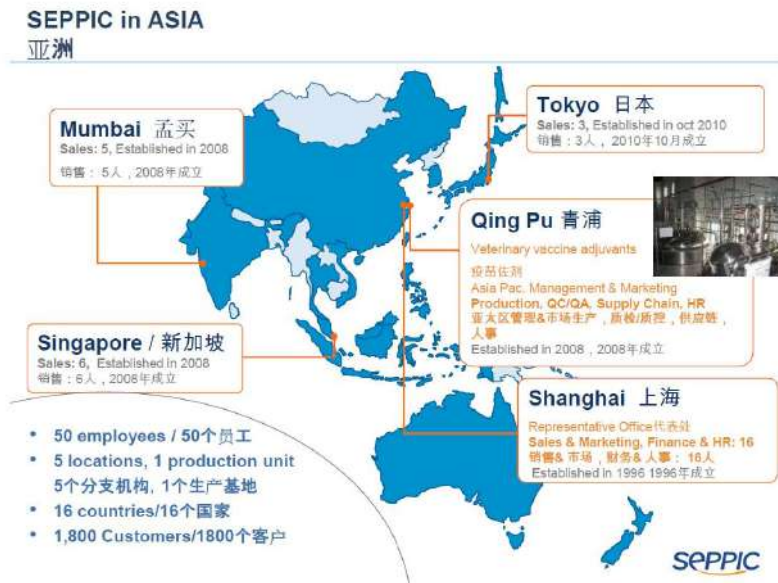 SEPPIC in ASIA
亚洲
Mumbai 孟买
Sales: 5, Established in 2008
销售：5人，2008年成立
Tokyo 日本
Sales: 3, Established in oct 2010
销售：3人，2010年10月成立
Qing Pu 青浦
Veterinary vaccine adjuvants
疫苗佐剂
Asia Pac. Management & Marketing
Production, QC/QA, Supply Chain, HR
亚太区管理&市场生产，质检/质控，供应链，
人事
Established in 2008，2008年成立
Singapore / 新加坡
Sales: 6, Established in 2008
销售：6人，2008年成立
Shanghai 上海
Representative Office代表处
Sales & Marketing, Finance & HR: 16
销售& 市场，财务& 人事： 16人
Established in 1996 1996年成立
• 50 employees / 50个员工
• 5 locations, 1 production unit
5个分支机构, 1个生产基地
• 16 countries/16个国家
• 1,800 Customers/1800个客户
SEPPIC